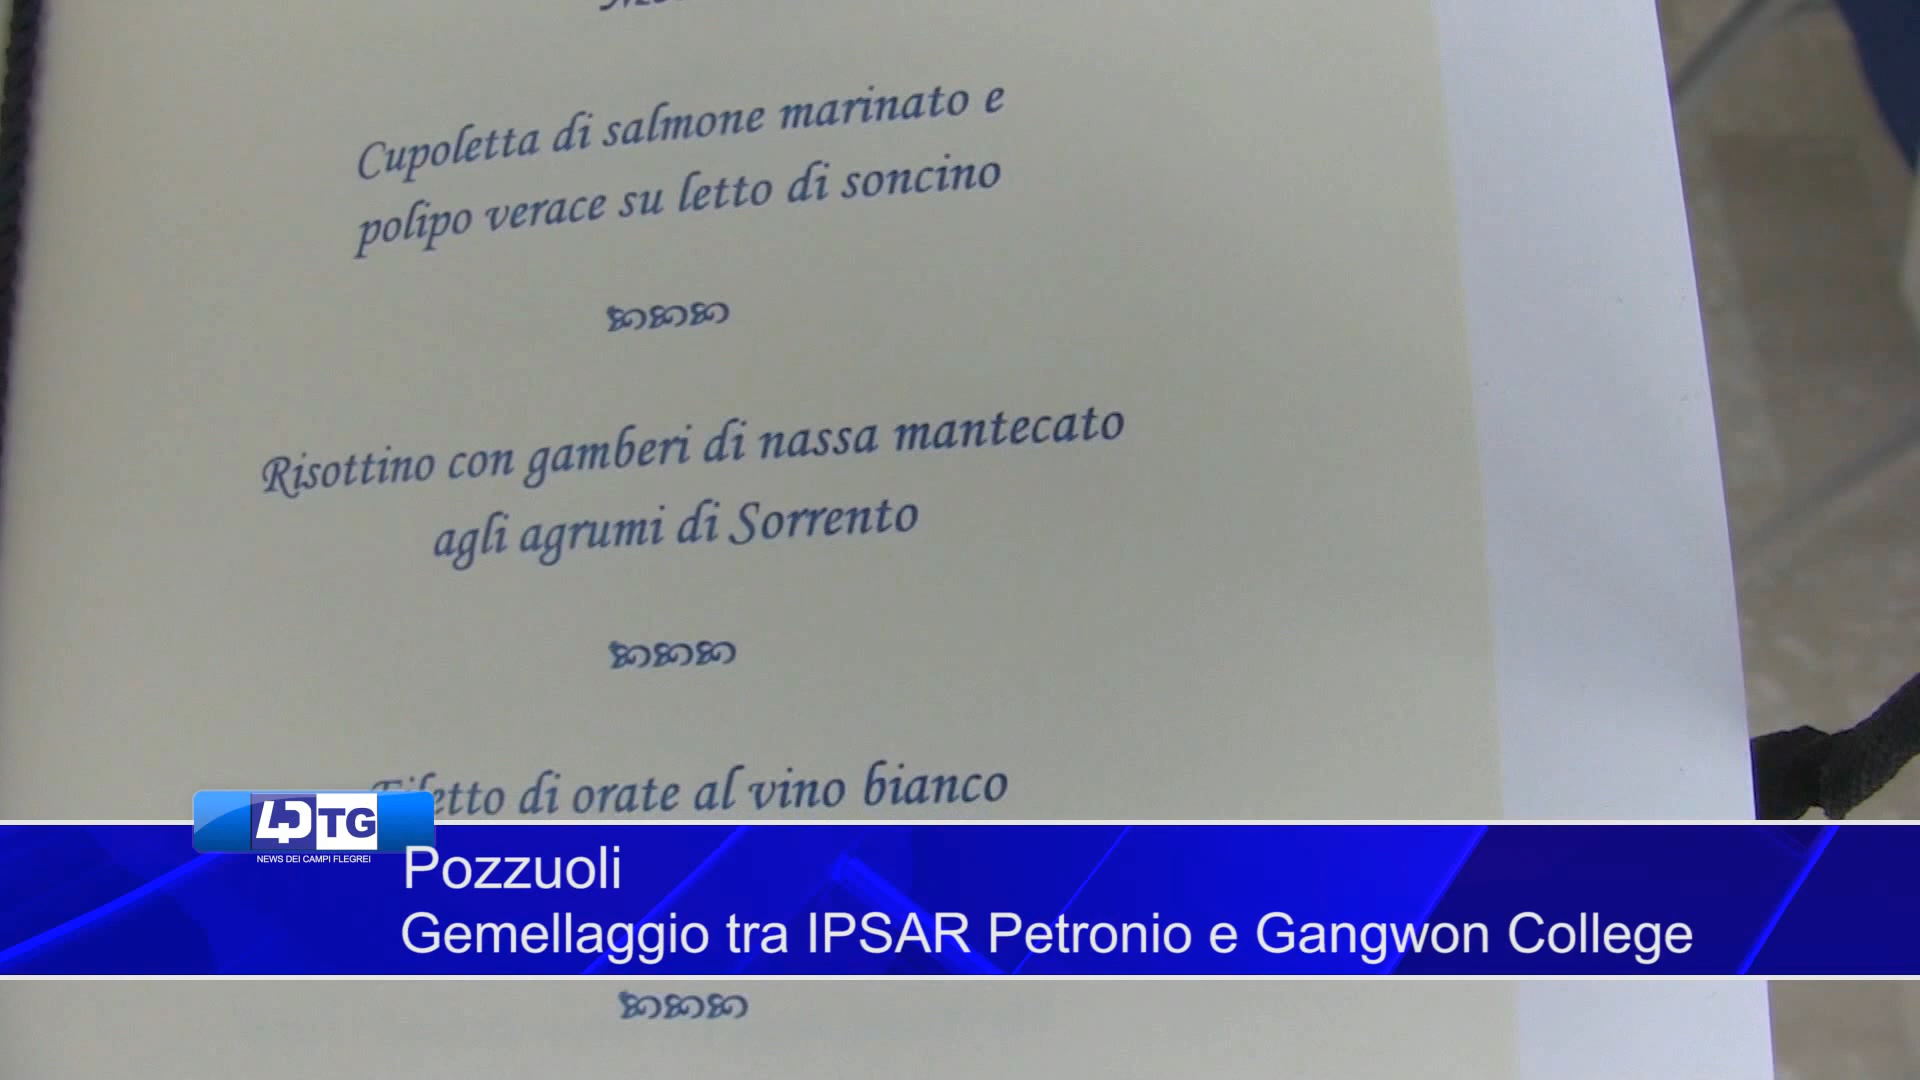 Cupoletta di salmone marinato e
polipo verace su letto di soncino
Risottino con gamberi di nassa mantecato
agli agrumi di Sorrento
Filetto di orate al vino bianco
TG
NEWS DEI CAMPI FLEGREI
Pozzuoli
Gemellaggio tra IPSAR Petronio e Gangwon College